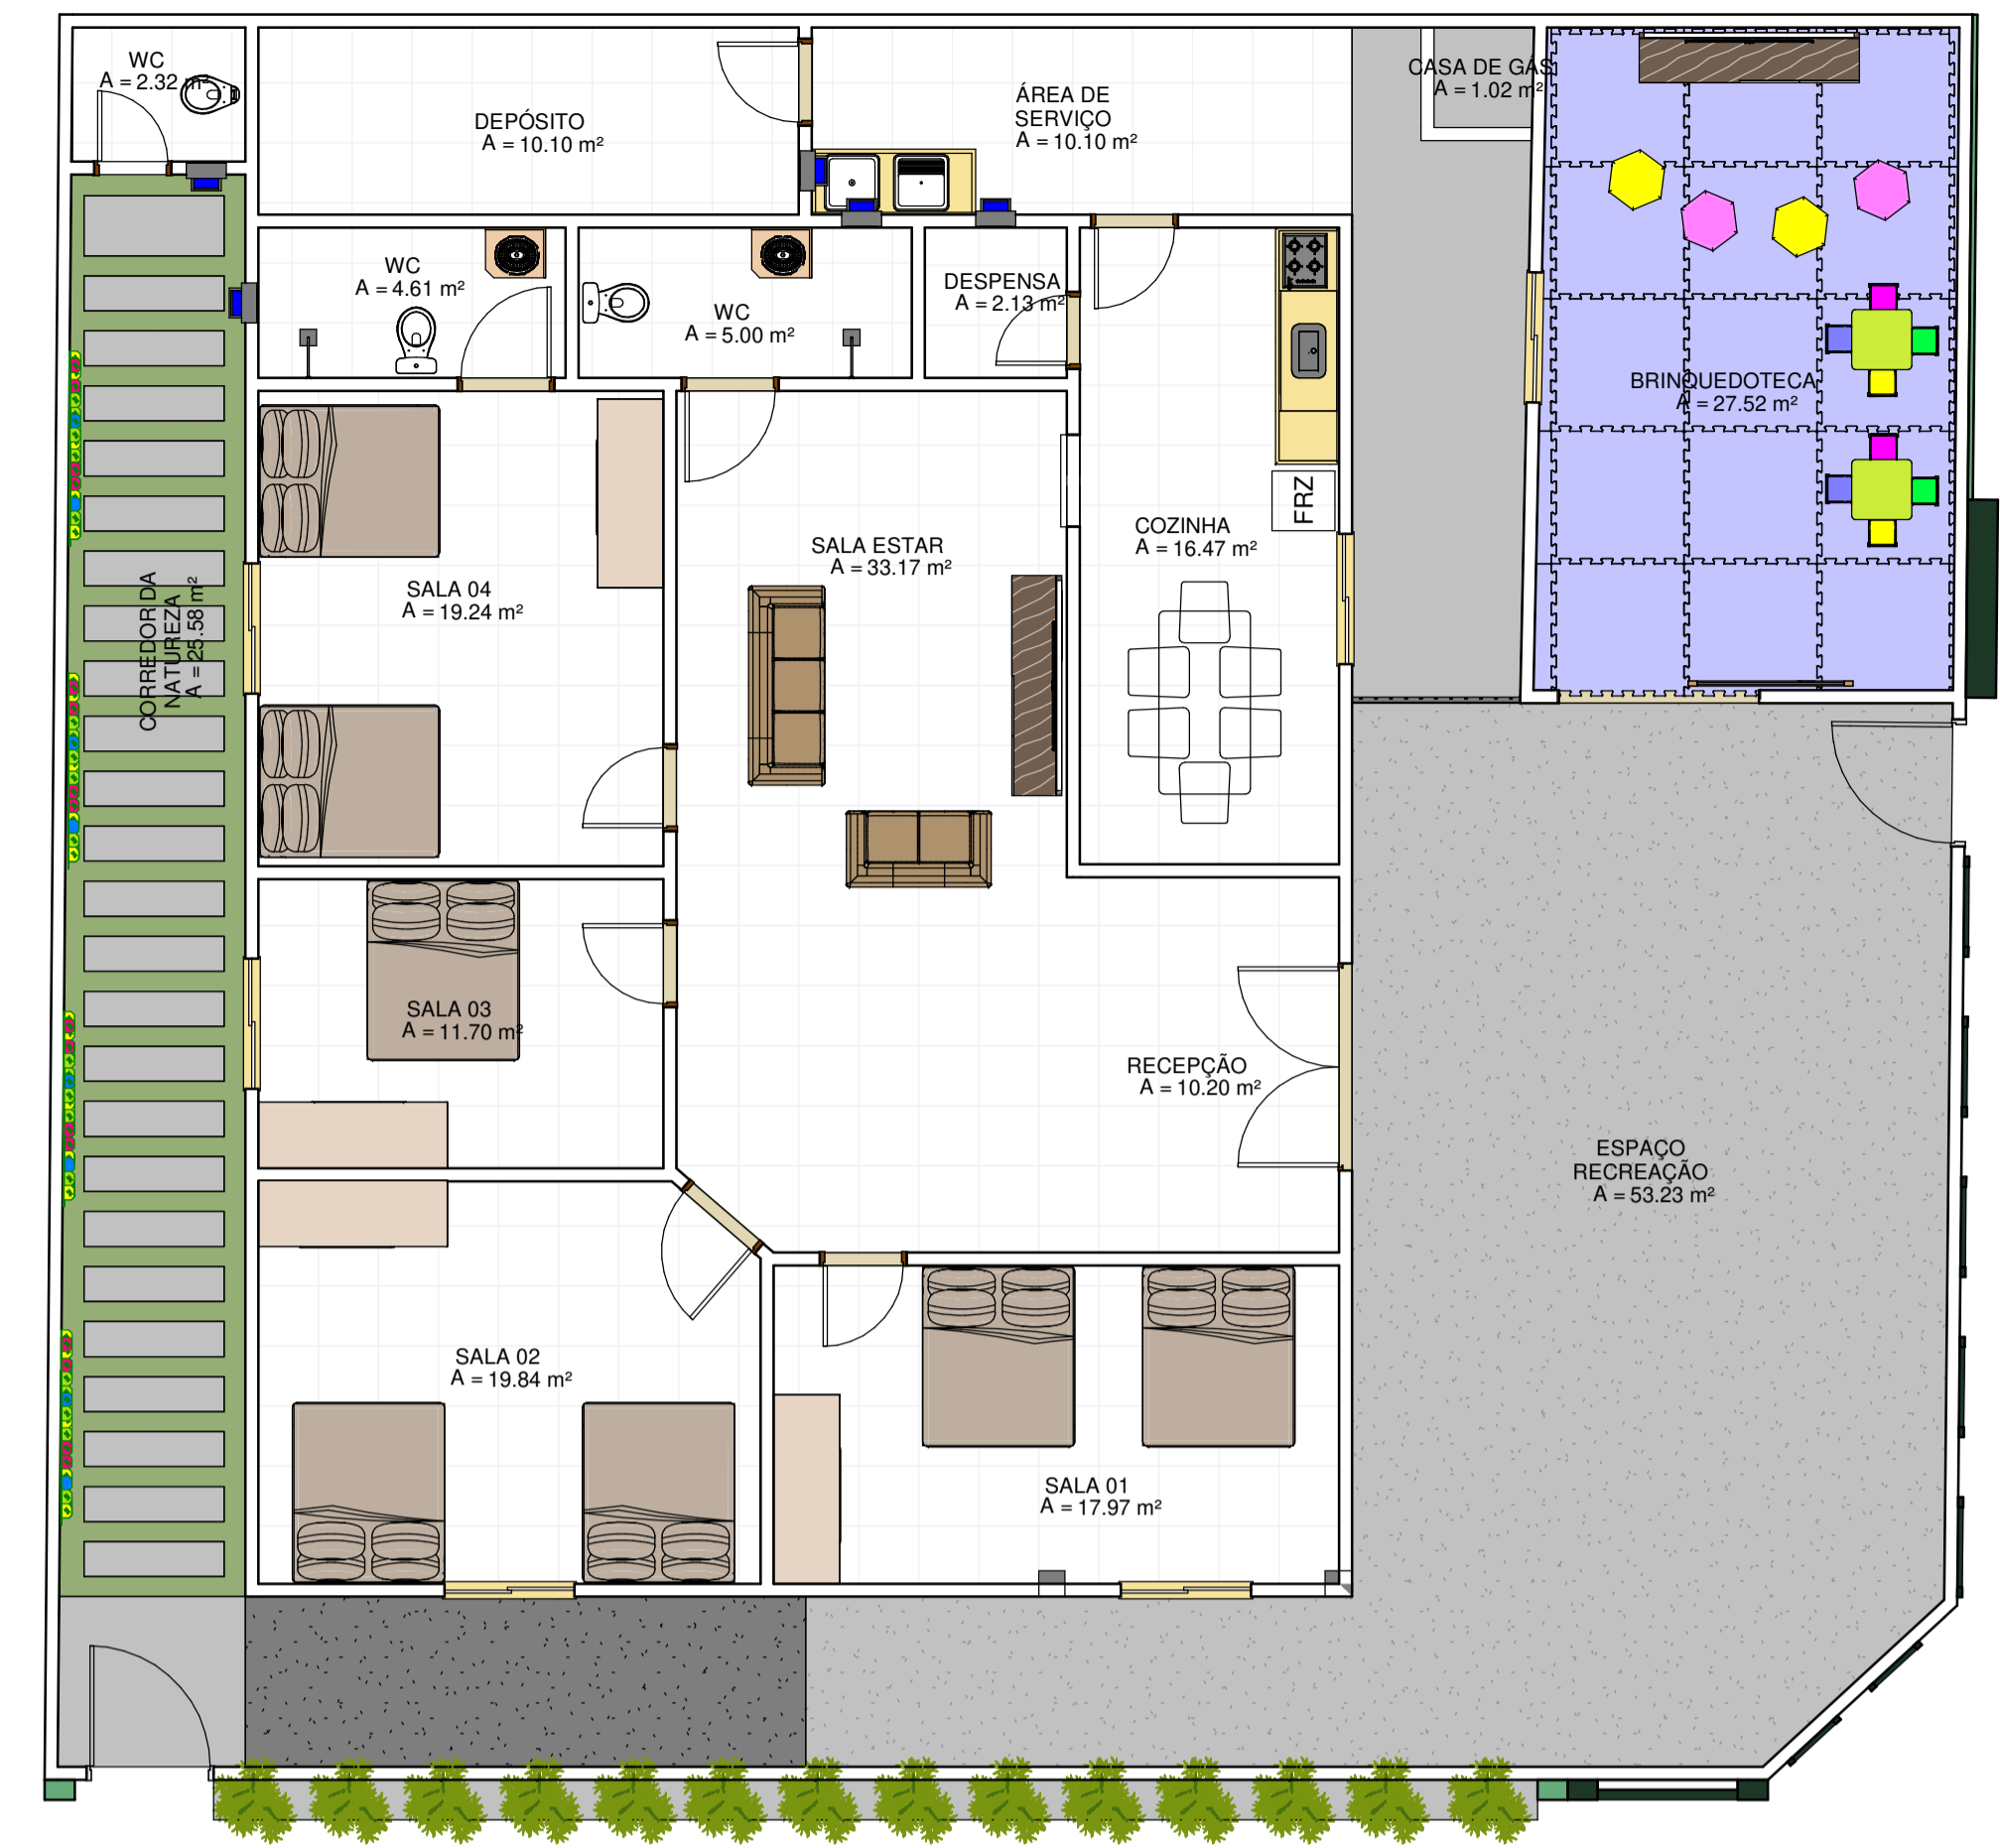 WC
A = 2.32 m²
DEPÓSITO
A = 10.10 m²
ÁREA DE
SERVIÇO
A = 10.10 m²
CASA DE GÁS
A = 1.02 m²
WC
A = 4.61 m²
WC
A = 5.00 m²
DESPENSA
A = 2.13 m²
BRINQUEDOTECA
A = 27.52 m²
FRZ
COZINHA
A = 16.47 m²
SALA ESTAR
A = 33.17 m²
SALA 04
A = 19.24 m²
CORREDOR DA
NATUREZA
A = 25.58 m²
SALA 03
A = 11.70 m²
RECEPÇÃO
A = 10.20 m²
ESPAÇO
RECREAÇÃO
A = 53.23 m²
SALA 02
A = 19.84 m²
SALA 01
A = 17.97 m²